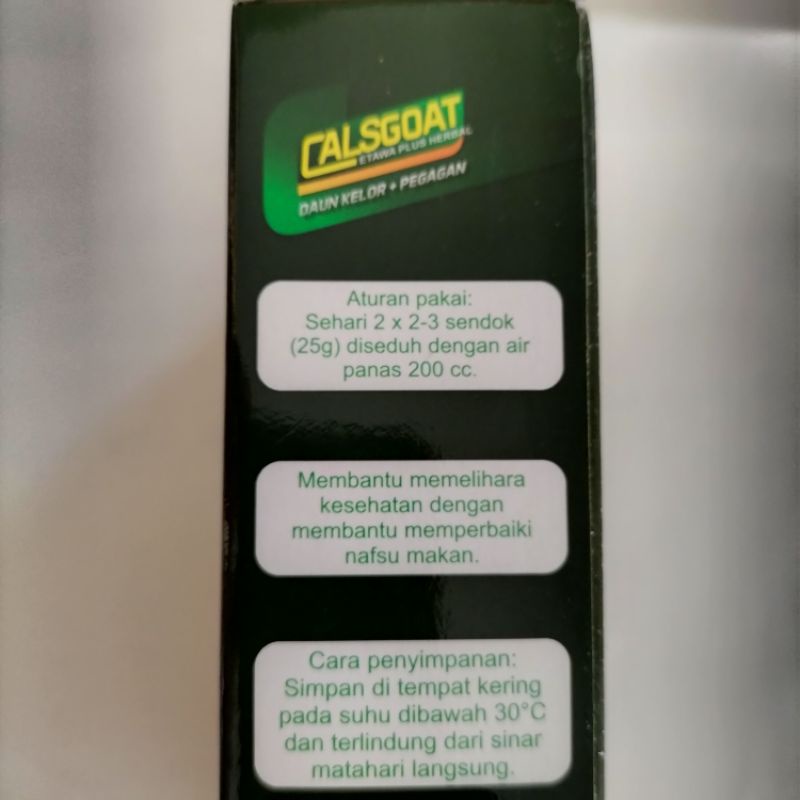 CALSGOAT
ETAWA PLUS HERBAL
DAUN KELOR + PEGAGAN
Aturan pakai:
Sehari 2 x 2-3 sendok
(25g) diseduh dengan air
panas 200 cc.
Membantu memelihara
kesehatan dengan
membantu memperbaiki
nafsu makan.
Cara penyimpanan:
Simpan di tempat kering
pada suhu dibawah 30°C
dan terlindung dari sinar
matahari langsung.